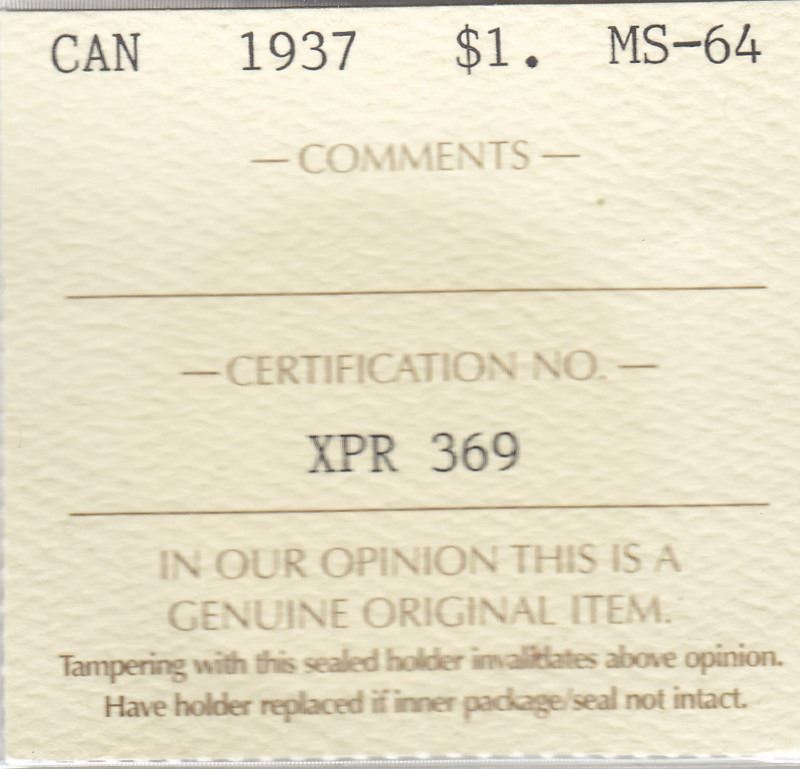 CAN 1937 $1. MS-64
— COMMENTS —
— CERTIFICATION NO. —
XPR 369
IN OUR OPINION THIS IS A
GENUINE ORIGINAL ITEM.
Tampering with this sealed holder invalidates above opinion.
Have holder replaced if inner package/seal not intact.